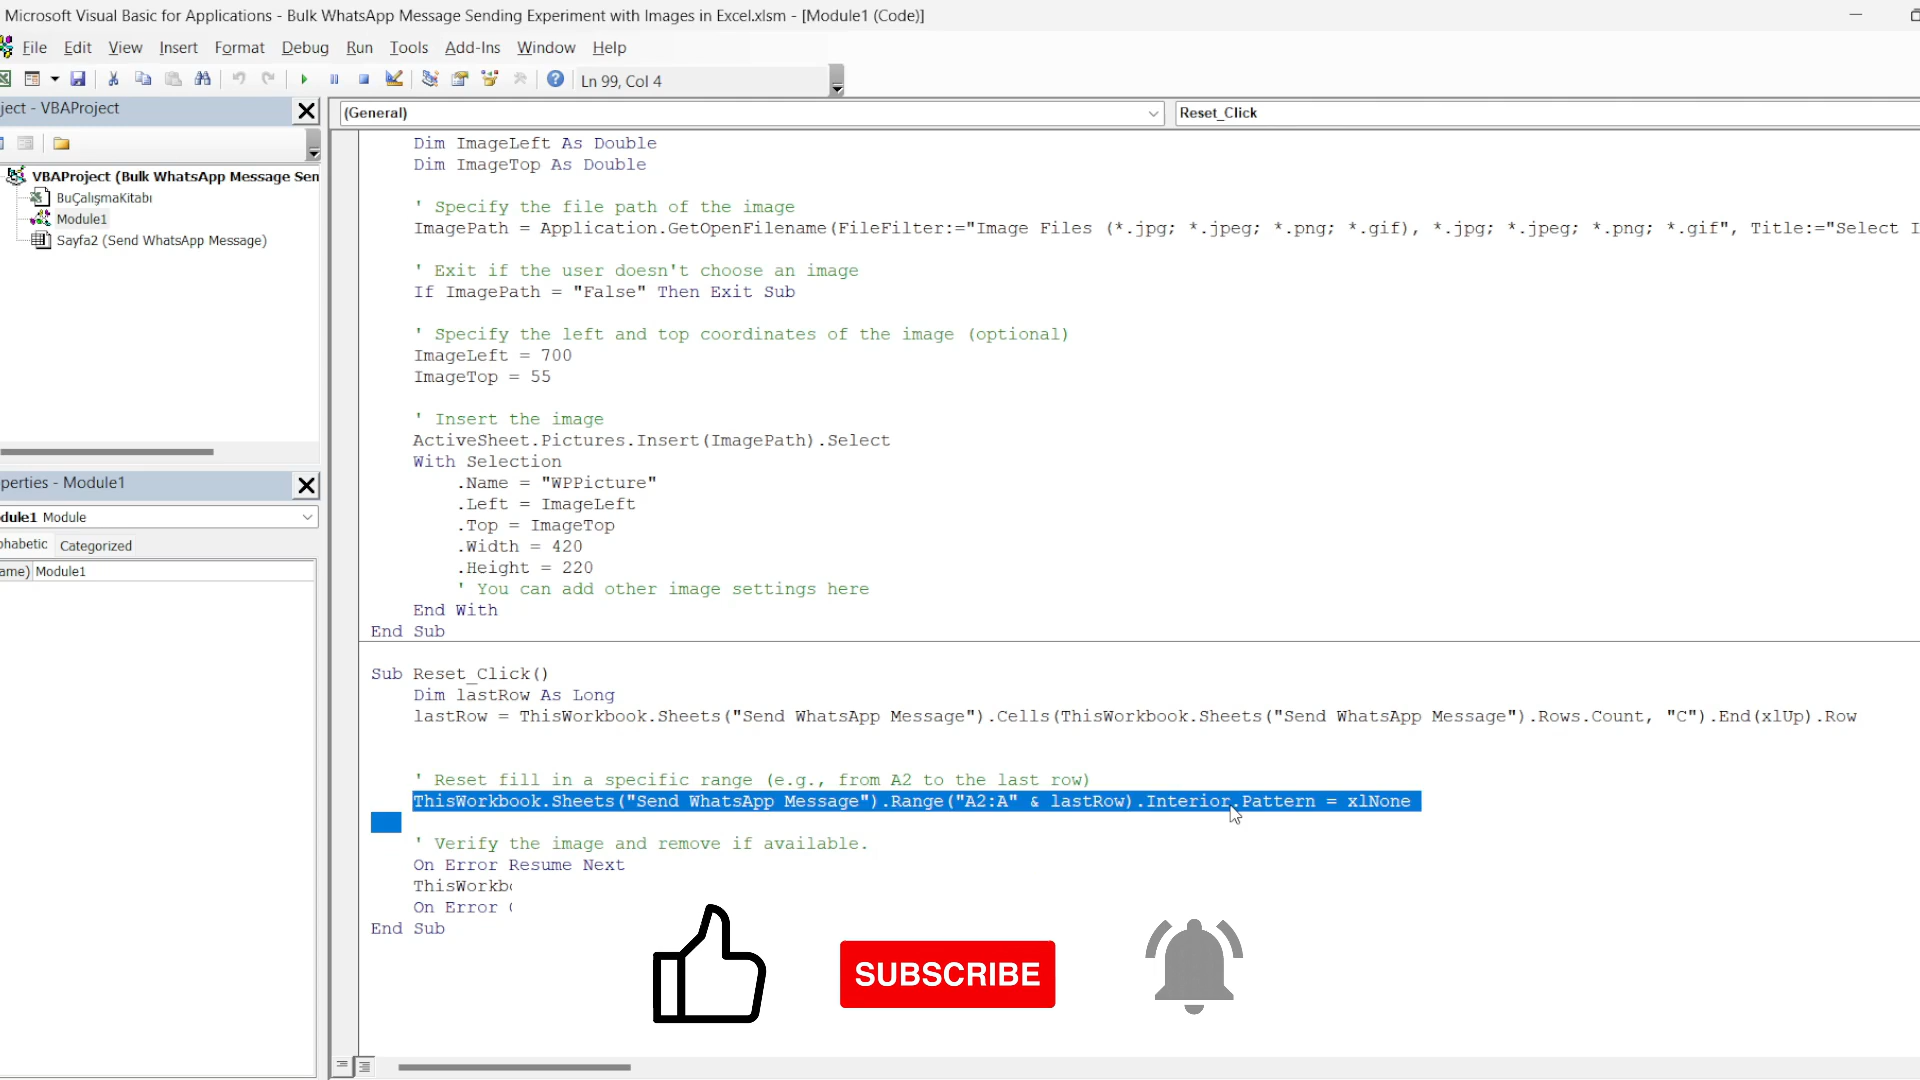 Microsoft Visual Basic for Applications - Bulk WhatsApp Message Sending Experiment with Images in Excel.xlsm - [Module1 (Code)]
File Edit View Insert Format Debug Run Tools Add-Ins Window Help
Ln 99, Col 4
ject - VBAProject
(General)
Reset_Click
VBAProject (Bulk WhatsApp Message Sen
BuÇalışmaKitabı
Module1
Sayfa2 (Send WhatsApp Message)
perties - Module1
dule1 Module
phabetic Categorized
ame) Module1
Dim ImageLeft As Double
Dim ImageTop As Double
' Specify the file path of the image
ImagePath = Application.GetOpenFilename(FileFilter:="Image Files (*.jpg; *.jpeg; *.png; *.gif), *.jpg; *.jpeg; *.png; *.gif", Title:="Select I
' Exit if the user doesn't choose an image
If ImagePath = "False" Then Exit Sub
' Specify the left and top coordinates of the image (optional)
ImageLeft = 700
ImageTop = 55
' Insert the image
ActiveSheet.Pictures.Insert(ImagePath).Select
With Selection
.Name = "WPPicture"
.Left = ImageLeft
.Top = ImageTop
.Width = 420
.Height = 220
' You can add other image settings here
End With
End Sub
Sub Reset_Click()
Dim lastRow As Long
lastRow = ThisWorkbook.Sheets("Send WhatsApp Message").Cells(ThisWorkbook.Sheets("Send WhatsApp Message").Rows.Count, "C").End(xlUp).Row
' Reset fill in a specific range (e.g., from A2 to the last row)
ThisWorkbook.Sheets("Send WhatsApp Message").Range("A2:A" & lastRow).Interior.Pattern = xlNone
' Verify the image and remove if available.
On Error Resume Next
ThisWorkb
On Error
End Sub
SUBSCRIBE